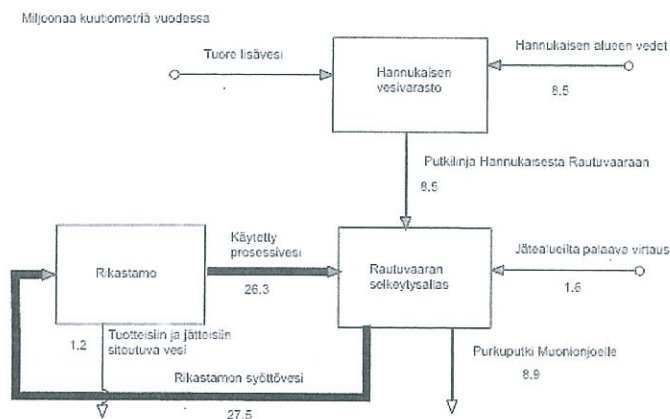 Miljoonaa kuutiometriä vuodessa
Tuore lisävesi
Hannukaisen
vesivarasto
Hannukaisen alueen vedet
8.5
Putkilinja Hannukaisesta Rautuvaaraan
8.5
Rikastamo
Käytetty
prosessivesi
26.3
Rautuvaaran
selkeytysallas
Jätealueilta palaava virtaus
1.6
1.2
Tuotteisiin ja jätteisiin
sitoutuva vesi
Purkuputki Muonionjoelle
8.9
Rikastamon syöttövesi
27.5